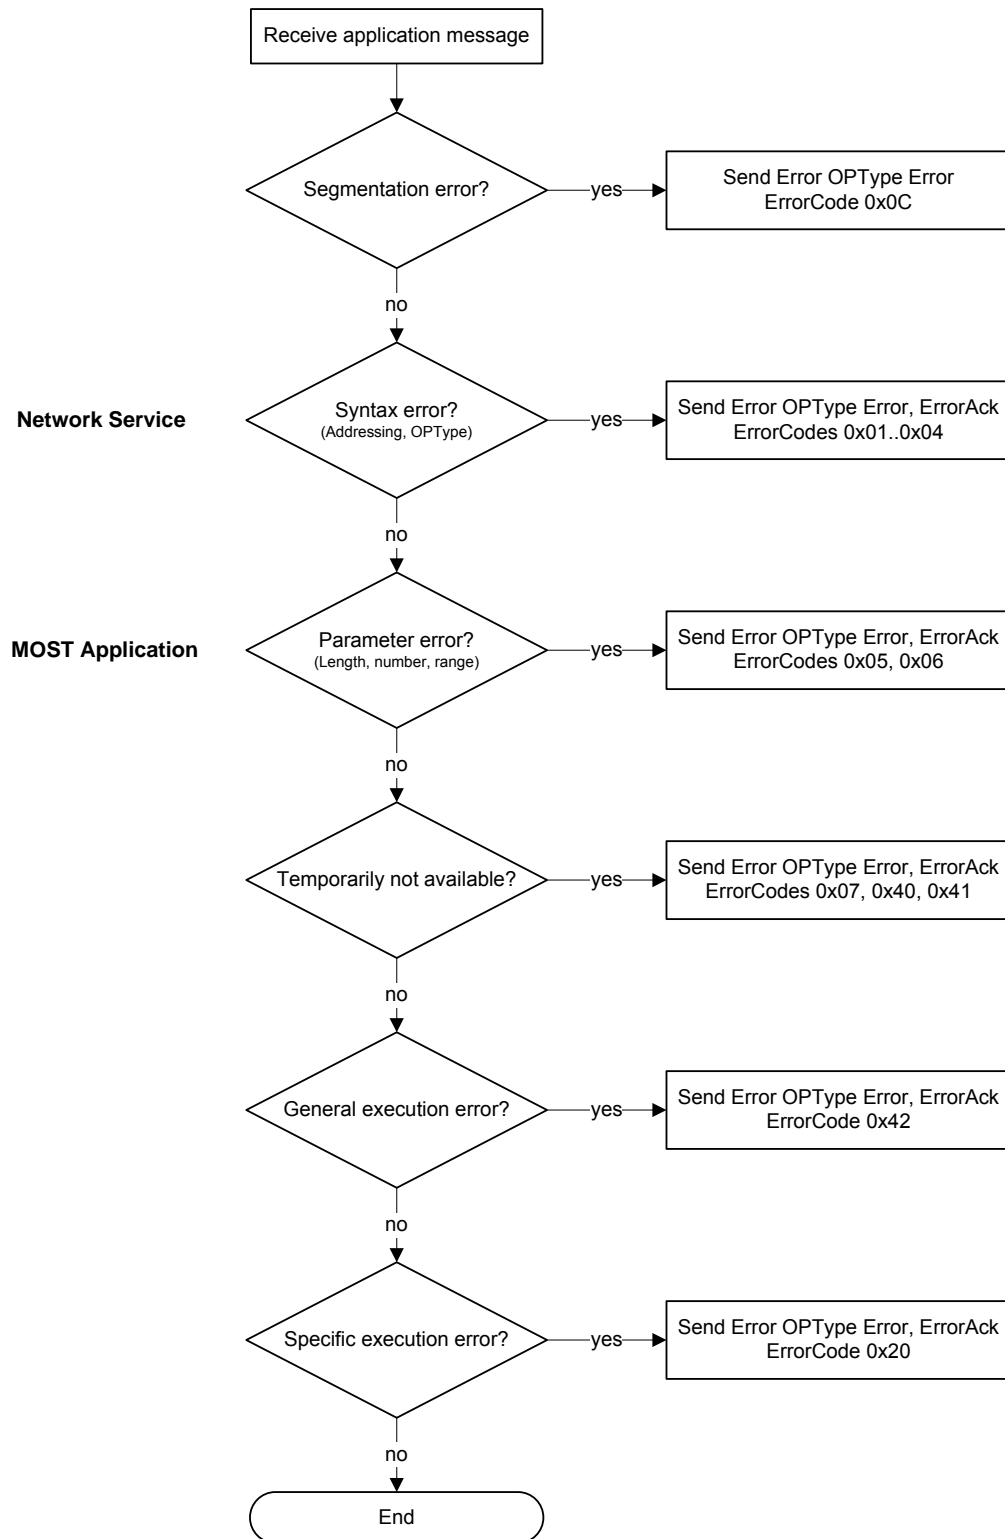 Receive application message
Segmentation error?
yes
Send Error OPType Error
ErrorCode 0x0C
no
Network Service
Syntax error?
(Addressing, OPType)
yes
Send Error OPType Error, ErrorAck
ErrorCodes 0x01..0x04
no
MOST Application
Parameter error?
(Length, number, range)
yes
Send Error OPType Error, ErrorAck
ErrorCodes 0x05, 0x06
no
Temporarily not available?
yes
Send Error OPType Error, ErrorAck
ErrorCodes 0x07, 0x40, 0x41
no
General execution error?
yes
Send Error OPType Error, ErrorAck
ErrorCode 0x42
no
Specific execution error?
yes
Send Error OPType Error, ErrorAck
ErrorCode 0x20
no
End